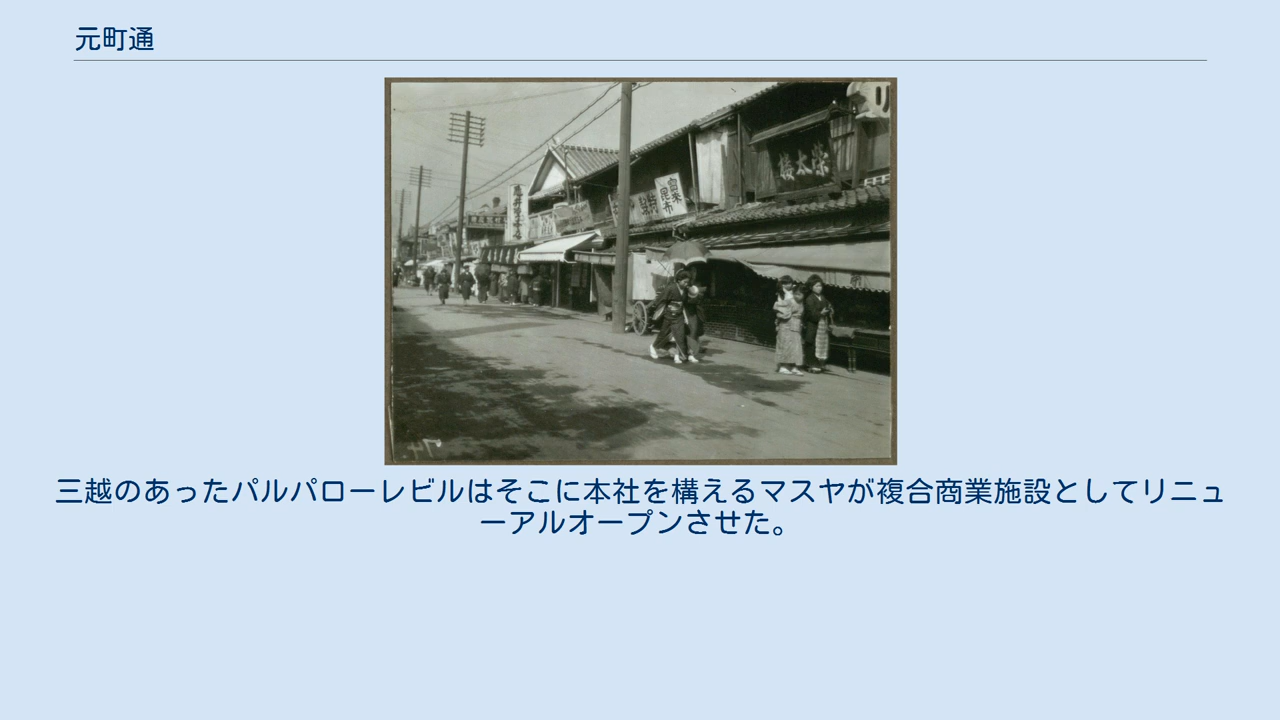 元町通
昆布
三越のあったパルパローレビルはそこに本社を構えるマスヤが複合商業施設としてリニュ
ーアルオープンさせた。